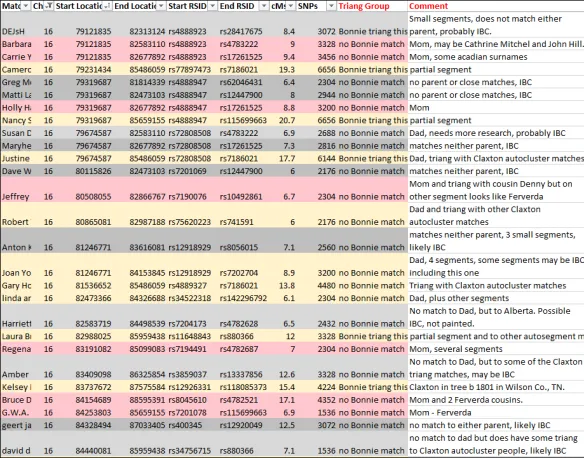 Match Ch Start Locatic End Locatic Start RSID End RSID cM SNPs Triang Group Comment
Small segments, does not match either
DEJsH 16 79121835 82313124 rs4888923 rs28417675 8.4 3072 Bonnie triang this parent, probably IBC.
Barbara 16 79121835 82583110 rs4888923 rs4783222 9 3328 no Bonnie match Mom, may be Cathrine Mitchel and John Hill.
Carrie Y 16 79121835 82677892 rs4888923 rs17261525 9.4 3456 no Bonnie match Mom, some acadian surnames
Camerc 16 79231434 85486059 rs77897473 rs7186021 19.3 6656 Bonnie triang this partial segment
Greg M 16 79319687 81814339 rs4888947 rs62046431 6.4 2304 no Bonnie match no parent or close matches, IBC
Matti La 16 79319687 82473108 rs4888947 rs12447900 8 2944 no Bonnie match no parent or close matches, IBC
Holly H 16 79319687 82677892 rs4888947 rs17261525 8.8 3200 no Bonnie match Mom
Nancy S 16 79319687 85659155 rs4888947 rs115699663 20.7 6656 Bonnie triang this partial segment
Susan D 16 79674587 82583110 rs72808508 rs4783222 6.9 2688 no Bonnie match Dad, needs more research, probably IBC
Maryhe 16 79674587 82677892 rs72808508 rs17261525 7.3 2816 no Bonnie match matches neither parent, IBC
Justine 16 79674587 85486059 rs72808508 rs7186021 17.7 6144 Bonnie triang this Dad, triang with Claxton autocluster matches
Dave W 16 80115826 82473103 rs7201069 rs12447900 6 2176 no Bonnie match matches neither parent, IBC
Mom and triang with cousin Denny but on
Jeffrey 16 80508055 82866767 rs7190076 rs10492861 6.7 2304 no Bonnie match other segment looks like Ferverda
Dad and triang with other Claxton
Robert 16 80865081 82987188 rs75620223 rs741591 6 2176 no Bonnie match autocluster matches
matches neither parent, 3 small segments,
Anton K 16 81246771 83616081 rs12918929 rs8056015 7.1 2560 no Bonnie match likely IBC
Dad, 4 segments, some segments may be IBC
Joan Yo 16 81246771 84153845 rs12918929 rs7202704 8.9 3200 no Bonnie match including this one
Gary Ho 16 81536652 85486059 rs4889327 rs7186021 13.8 4480 no Bonnie match Triang with Claxton autocluster matches
linda ar 16 82473366 84326688 rs34522318 rs142296792 6.1 2304 no Bonnie match Dad, plus other segments
No match to Dad, but to Alberta. Possible
Harriett 16 82583719 84498539 rs7204173 rs4782628 6.5 2432 no Bonnie match IBC, not painted.
Laura B 16 82988025 85959438 rs11648843 rs880366 12 3328 Bonnie triang this partial segment and to other autosegment m
Regena 16 83191082 85099083 rs7194491 rs4782687 7 2304 no Bonnie match Mom, several segments
No match to Dad, but to some of the Claxton
Amber 16 83409098 86325854 rs3859037 rs13337856 12.6 3328 no Bonnie match triang matches, may be IBC
Kelsey 16 83737672 87575584 rs12926331 rs118085373 15.4 4224 Bonnie triang this Claxton in tree b 1801 in Wilson Co., TN.
Bruce D 16 84154689 88595391 rs8045610 rs4782521 17.1 4352 no Bonnie match Mom and 2 Ferverda cousins.
G.W.A. 16 84253803 85659155 rs7201078 rs115699663 6.9 1536 no Bonnie match Mom - Ferverda
geert ja 16 84328494 87033405 rs400345 rs12920049 12.5 3072 no Bonnie match no match to either parent, likely IBC
no match to dad but does have some triang
david d 16 84440081 85959438 rs34756715 rs880366 7.1 1536 no Bonnie match to Claxton autocluster people, likely IBC